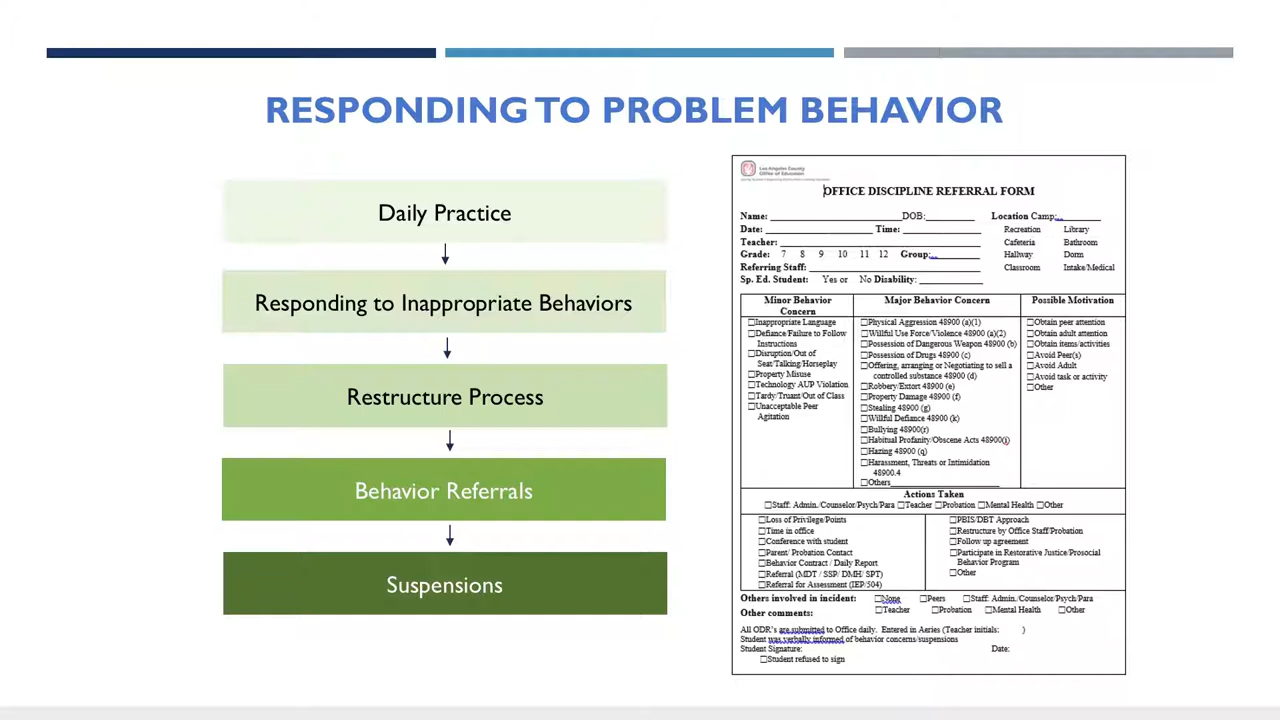 RESPONDING TO PROBLEM BEHAVIOR
Daily Practice
Responding to Inappropriate Behaviors
Restructure Process
Behavior Referrals
Suspensions
Los Angeles County
Office of Education
OFFICE DISCIPLINE REFERRAL FORM
Name: DOB: Location Camp:
Date: Time: Recreation Library
Teacher: Cafeteria Bathroom
Grade: 7 8 9 10 11 12 Group: Hallway Dorm
Referring Staff: Classroom Intake/Medical
Sp. Ed. Student: Yes or No Disability:
Minor Behavior
Concern
Inappropriate Language
Defiance/Failure to Follow
Instructions
Disruption/Out of
Seat/Talking/Horseplay
Property Misuse
Technology AUP Violation
Tardy/Truant/Out of Class
Unacceptable Peer
Agitation
Major Behavior Concern
Physical Aggression 48900 (a)(1)
Willful Use Force/Violence 48900 (a)(2)
Possession of Dangerous Weapon 48900 (b)
Possession of Drugs 48900 (c)
Offering, arranging or Negotiating to sell a
controlled substance 48900 (d)
Robbery/Extort 48900 (e)
Property Damage 48900 (f)
Stealing 48900 (g)
Willful Defiance 48900 (k)
Bullying 48900(r)
Habitual Profanity/Obscene Acts 48900(i)
Hazing 48900 (q)
Harassment, Threats or Intimidation
48900.4
Others
Possible Motivation
Obtain peer attention
Obtain adult attention
Obtain items/activities
Avoid Peer(s)
Avoid Adult
Avoid task or activity
Other
Actions Taken
Staff: Admin./Counselor/Psych/Para Teacher Probation Mental Health Other
Loss of Privilege/Points
Time in office
Conference with student
Parent/ Probation Contact
Behavior Contract / Daily Report
Referral (MDT / SSP/ DMH/ SPT)
Referral for Assessment (IEP/504)
PBIS/DBT Approach
Restructure by Office Staff/Probation
Follow up agreement
Participate in Restorative Justice/Prosocial
Behavior Program
Other
Others involved in incident: None Peers Staff: Admin./Counselor/Psych/Para
Teacher Probation Mental Health Other
Other comments:
All ODR's are submitted to Office daily. Entered in Aeries (Teacher initials: )
Student was verbally informed of behavior concerns/suspensions
Student Signature: Date:
Student refused to sign